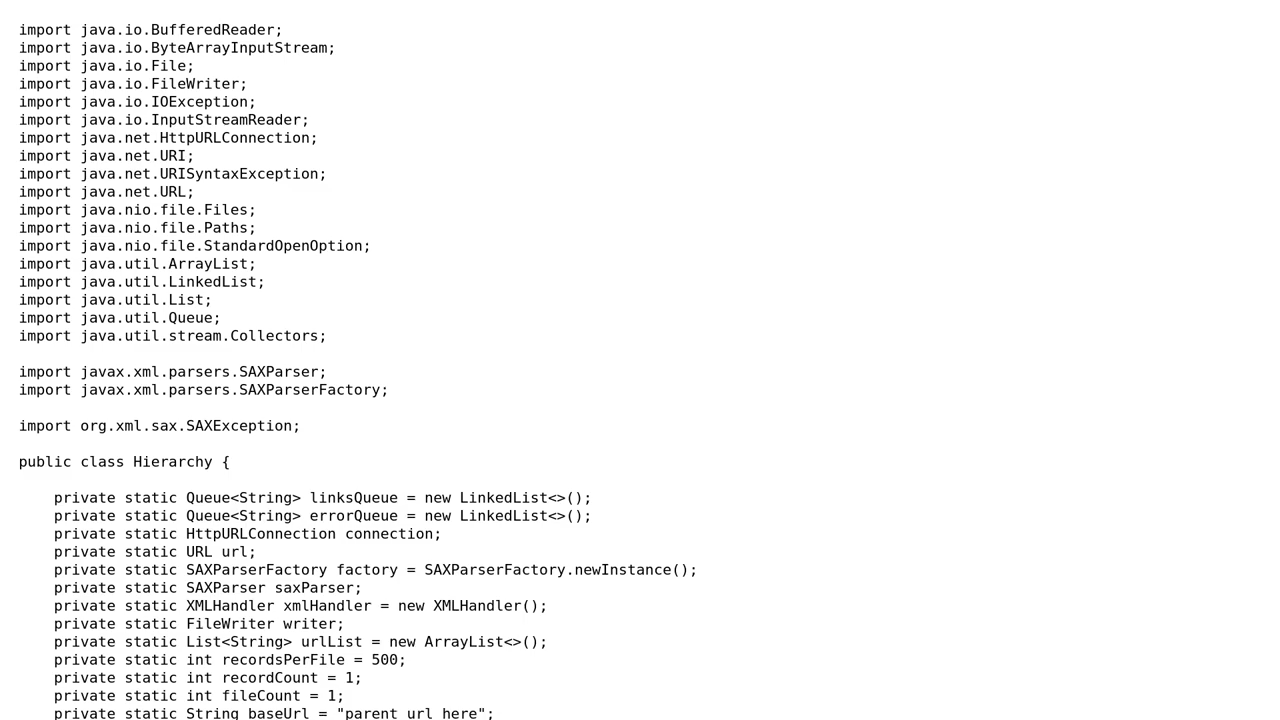 import java.io.BufferedReader;
import java.io.ByteArrayInputStream;
import java.io.File;
import java.io.FileWriter;
import java.io.IOException;
import java.io.InputStreamReader;
import java.net.HttpURLConnection;
import java.net.URI;
import java.net.URISyntaxException;
import java.net.URL;
import java.nio.file.Files;
import java.nio.file.Paths;
import java.nio.file.StandardOpenOption;
import java.util.ArrayList;
import java.util.LinkedList;
import java.util.List;
import java.util.Queue;
import java.util.stream.Collectors;

import javax.xml.parsers.SAXParser;
import javax.xml.parsers.SAXParserFactory;

import org.xml.sax.SAXException;

public class Hierarchy {

    private static Queue<String> linksQueue = new LinkedList<>();
    private static Queue<String> errorQueue = new LinkedList<>();
    private static HttpURLConnection connection;
    private static URL url;
    private static SAXParserFactory factory = SAXParserFactory.newInstance();
    private static SAXParser saxParser;
    private static XMLHandler xmlHandler = new XMLHandler();
    private static FileWriter writer;
    private static List<String> urlList = new ArrayList<>();
    private static int recordsPerFile = 500;
    private static int recordCount = 1;
    private static int fileCount = 1;
    private static String baseUrl = "parent url here";